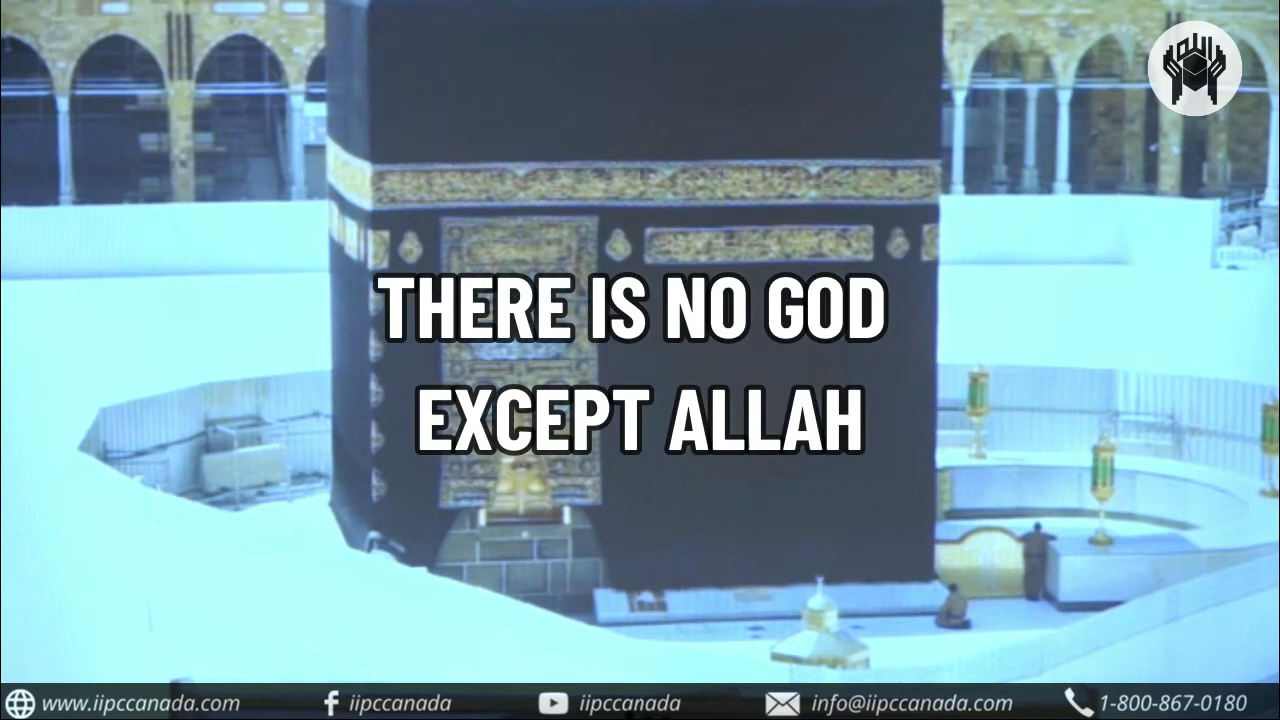 THERE IS NO GOD
EXCEPT ALLAH
www.iipccanada.com
iipccanada
iipccanada
info@iipccanada.com
1-800-867-0180